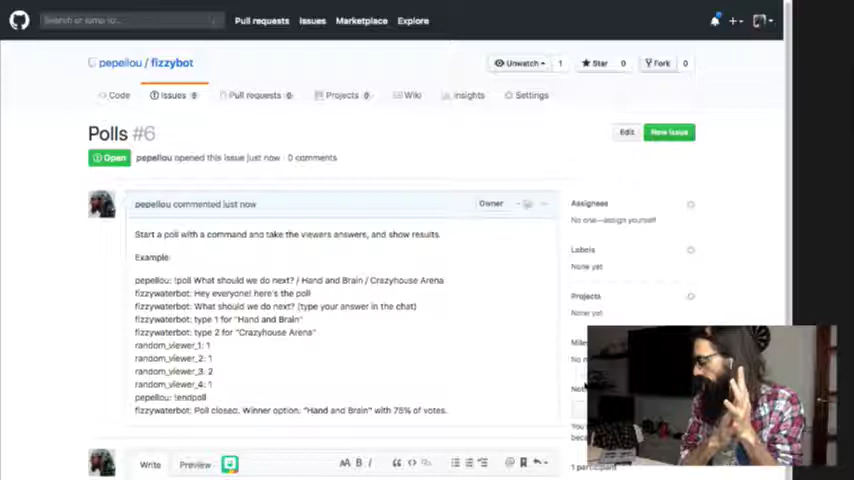 Search or jump to...
Pull requests Issues Marketplace Explore
pepellou / fizzybot
Unwatch 1 Star 0 Fork 0
Code Issues Pull requests 0 Projects 0 Wiki Insights Settings
Polls #6
Edit New issue
Open pepellou opened this issue just now · 0 comments
pepellou commented just now Owner
Start a poll with a command and take the viewers answers, and show results.
Example:
pepellou: !poll What should we do next? / Hand and Brain / Crazyhouse Arena
fizzywaterbot: Hey everyone! here's the poll
fizzywaterbot: What should we do next? (type your answer in the chat)
fizzywaterbot: type 1 for "Hand and Brain"
fizzywaterbot: type 2 for "Crazyhouse Arena"
random_viewer_1: 1
random_viewer_2: 1
random_viewer_3: 2
random_viewer_4: 1
pepellou: !endpoll
fizzywaterbot: Poll closed. Winner option: "Hand and Brain" with 75% of votes.
Assignees
No one—assign yourself
Labels
None yet
Projects
None yet
1 participant
Write Preview
AA B i